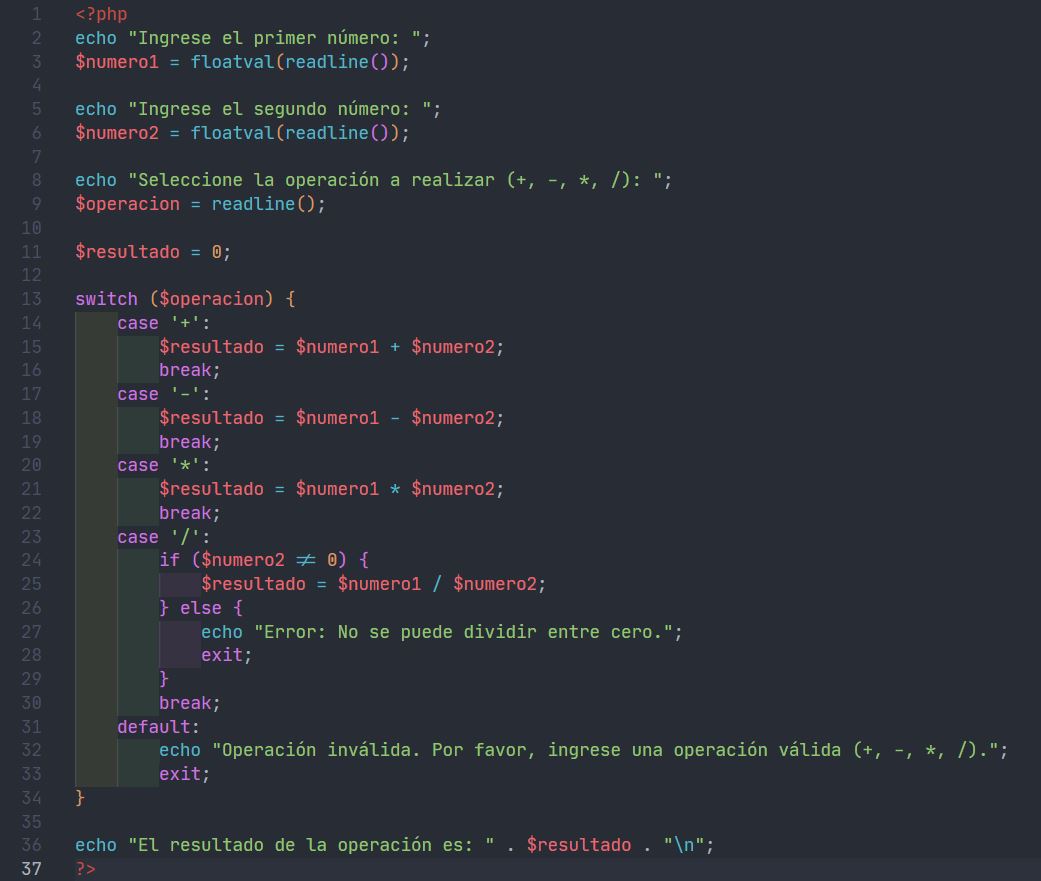 1 <?php
2 echo "Ingrese el primer número: ";
3 $numero1 = floatval(readline());
4
5 echo "Ingrese el segundo número: ";
6 $numero2 = floatval(readline());
7
8 echo "Seleccione la operación a realizar (+, -, *, /): ";
9 $operacion = readline();
10
11 $resultado = 0;
12
13 switch ($operacion) {
14     case '+':
15         $resultado = $numero1 + $numero2;
16         break;
17     case '-':
18         $resultado = $numero1 - $numero2;
19         break;
20     case '*':
21         $resultado = $numero1 * $numero2;
22         break;
23     case '/':
24         if ($numero2 != 0) {
25             $resultado = $numero1 / $numero2;
26         } else {
27             echo "Error: No se puede dividir entre cero.";
28             exit;
29         }
30         break;
31     default:
32         echo "Operación inválida. Por favor, ingrese una operación válida (+, -, *, /).";
33         exit;
34 }
35
36 echo "El resultado de la operación es: " . $resultado . "\n";
37 ?>